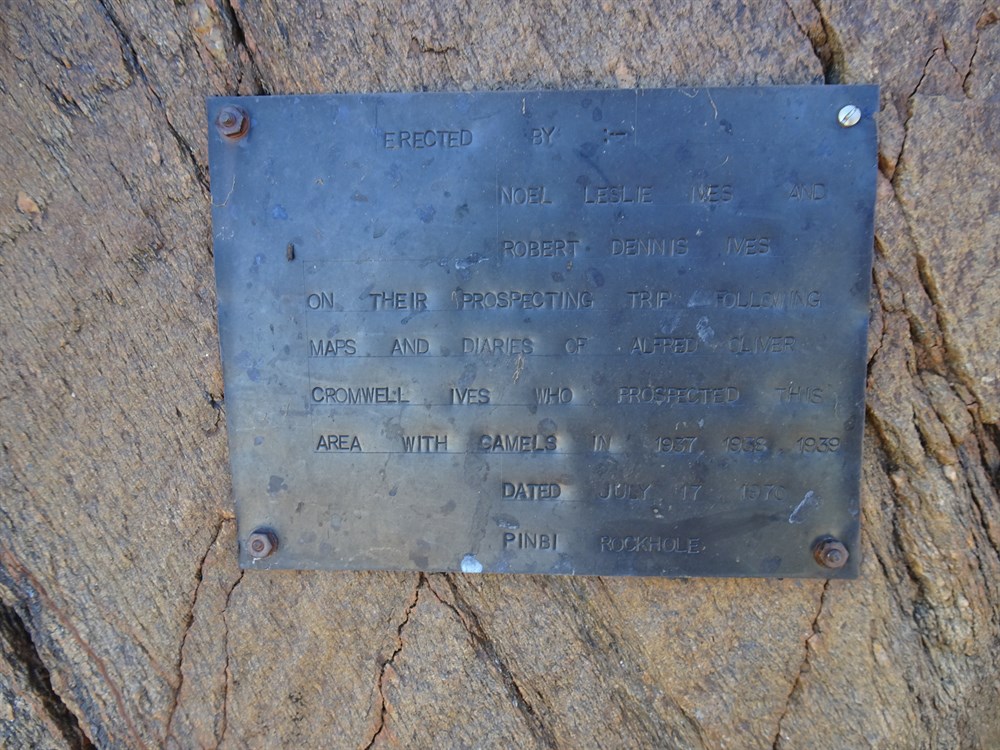 ERECTED BY :-
NOEL LESLIE IVES AND
ROBERT DENNIS IVES
ON THEIR PROSPECTING TRIP FOLLOWING
MAPS AND DIARIES OF ALFRED OLIVER
CROMWELL IVES WHO PROSPECTED THIS
AREA WITH CAMELS IN 1937, 1938, 1939
DATED JULY 17
PINBI ROCKHOLE